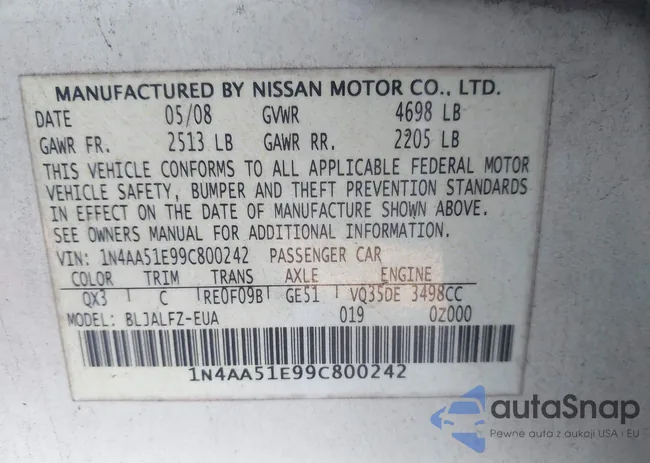 MANUFACTURED BY NISSAN MOTOR CO., LTD.
DATE 05/08 GVWR 4698 LB
GAWR FR. 2513 LB GAWR RR. 2205 LB
THIS VEHICLE CONFORMS TO ALL APPLICABLE FEDERAL MOTOR
VEHICLE SAFETY, BUMPER AND THEFT PREVENTION STANDARDS
IN EFFECT ON THE DATE OF MANUFACTURE SHOWN ABOVE.
SEE OWNERS MANUAL FOR ADDITIONAL INFORMATION.
VIN: 1N4AA51E99C800242 PASSENGER CAR
COLOR TRIM TRANS AXLE ENGINE
QX3 C RE0F09B GE51 VQ35DE 3498CC
MODEL: BLJALFZ-EUA 019 0Z000
1N4AA51E99C800242
autaSnap
Pewne auta z aukcji USA i EU